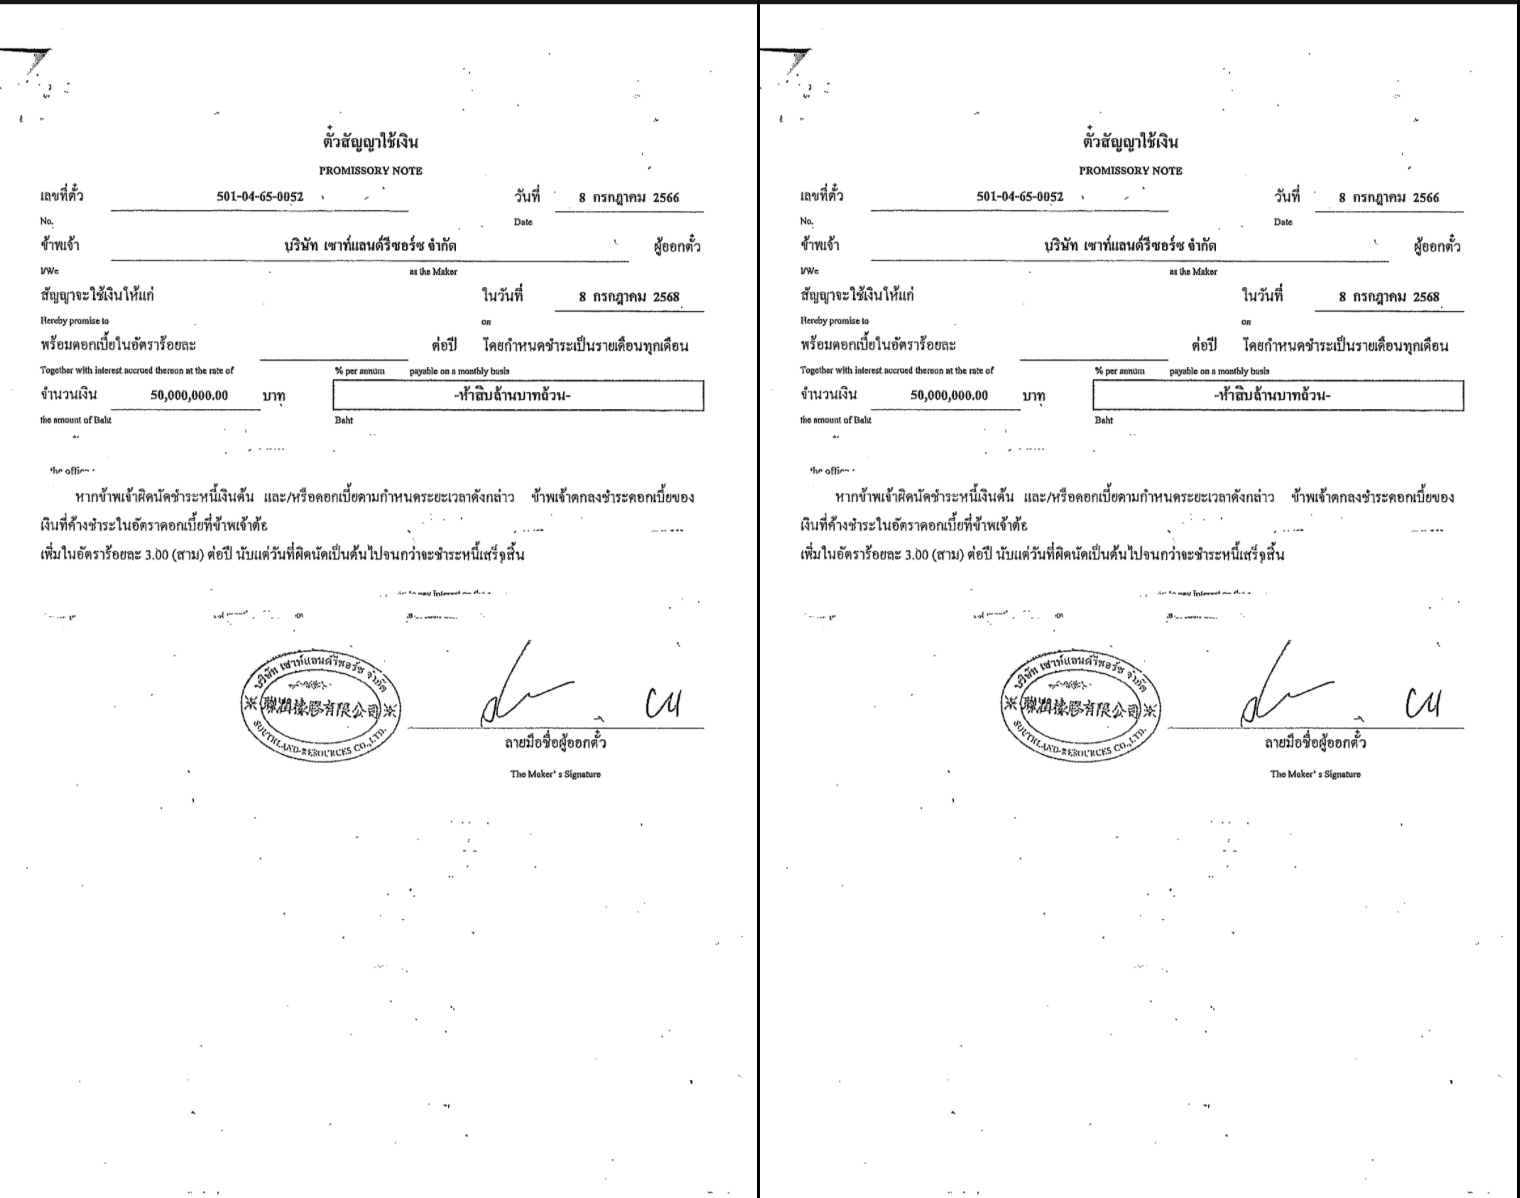 ตั๋วสัญญาใช้เงิน
PROMISSORY NOTE
เลขที่ตั๋ว 501-04-65-0052 วันที่ 8 กรกฎาคม 2566
No. Date
ข้าพเจ้า บริษัท เซาท์แลนด์รีซอร์ซ จำกัด ผู้ออกตั๋ว
I/We as the Maker
สัญญาจะใช้เงินให้แก่ ในวันที่ 8 กรกฎาคม 2568
Hereby promise to on
พร้อมดอกเบี้ยในอัตราร้อยละ ต่อปี โดยกำหนดชำระเป็นรายเดือนทุกเดือน
Together with interest accrued thereon at the rate of % per annum payable on a monthly basis
จำนวนเงิน 50,000,000.00 บาท -ห้าสิบล้านบาทถ้วน-
the amount of Baht Baht
the office
หากข้าพเจ้าผิดนัดชำระหนี้เงินต้น และ/หรือดอกเบี้ยตามกำหนดระยะเวลาดังกล่าว ข้าพเจ้าตกลงชำระดอกเบี้ยของ
เงินที่ค้างชำระในอัตราดอกเบี้ยที่ข้าพเจ้าต้อ
เพิ่มในอัตราร้อยละ 3.00 (สาม) ต่อปี นับแต่วันที่ผิดนัดเป็นต้นไปจนกว่าจะชำระหนี้เสร็จสิ้น
to pay interest on the
บริษัท เซาท์แลนด์รีซอร์ซ จำกัด
有限公司
SOUTHLAND RESOURCES CO.,LTD.
ลายมือชื่อผู้ออกตั๋ว
The Maker's Signature
ตั๋วสัญญาใช้เงิน
PROMISSORY NOTE
เลขที่ตั๋ว 501-04-65-0052 วันที่ 8 กรกฎาคม 2566
No. Date
ข้าพเจ้า บริษัท เซาท์แลนด์รีซอร์ซ จำกัด ผู้ออกตั๋ว
I/We as the Maker
สัญญาจะใช้เงินให้แก่ ในวันที่ 8 กรกฎาคม 2568
Hereby promise to on
พร้อมดอกเบี้ยในอัตราร้อยละ ต่อปี โดยกำหนดชำระเป็นรายเดือนทุกเดือน
Together with interest accrued thereon at the rate of % per annum payable on a monthly basis
จำนวนเงิน 50,000,000.00 บาท -ห้าสิบล้านบาทถ้วน-
the amount of Baht Baht
the office
หากข้าพเจ้าผิดนัดชำระหนี้เงินต้น และ/หรือดอกเบี้ยตามกำหนดระยะเวลาดังกล่าว ข้าพเจ้าตกลงชำระดอกเบี้ยของ
เงินที่ค้างชำระในอัตราดอกเบี้ยที่ข้าพเจ้าต้อ
เพิ่มในอัตราร้อยละ 3.00 (สาม) ต่อปี นับแต่วันที่ผิดนัดเป็นต้นไปจนกว่าจะชำระหนี้เสร็จสิ้น
to pay interest on the
บริษัท เซาท์แลนด์รีซอร์ซ จำกัด
有限公司
SOUTHLAND RESOURCES CO.,LTD.
ลายมือชื่อผู้ออกตั๋ว
The Maker's Signature